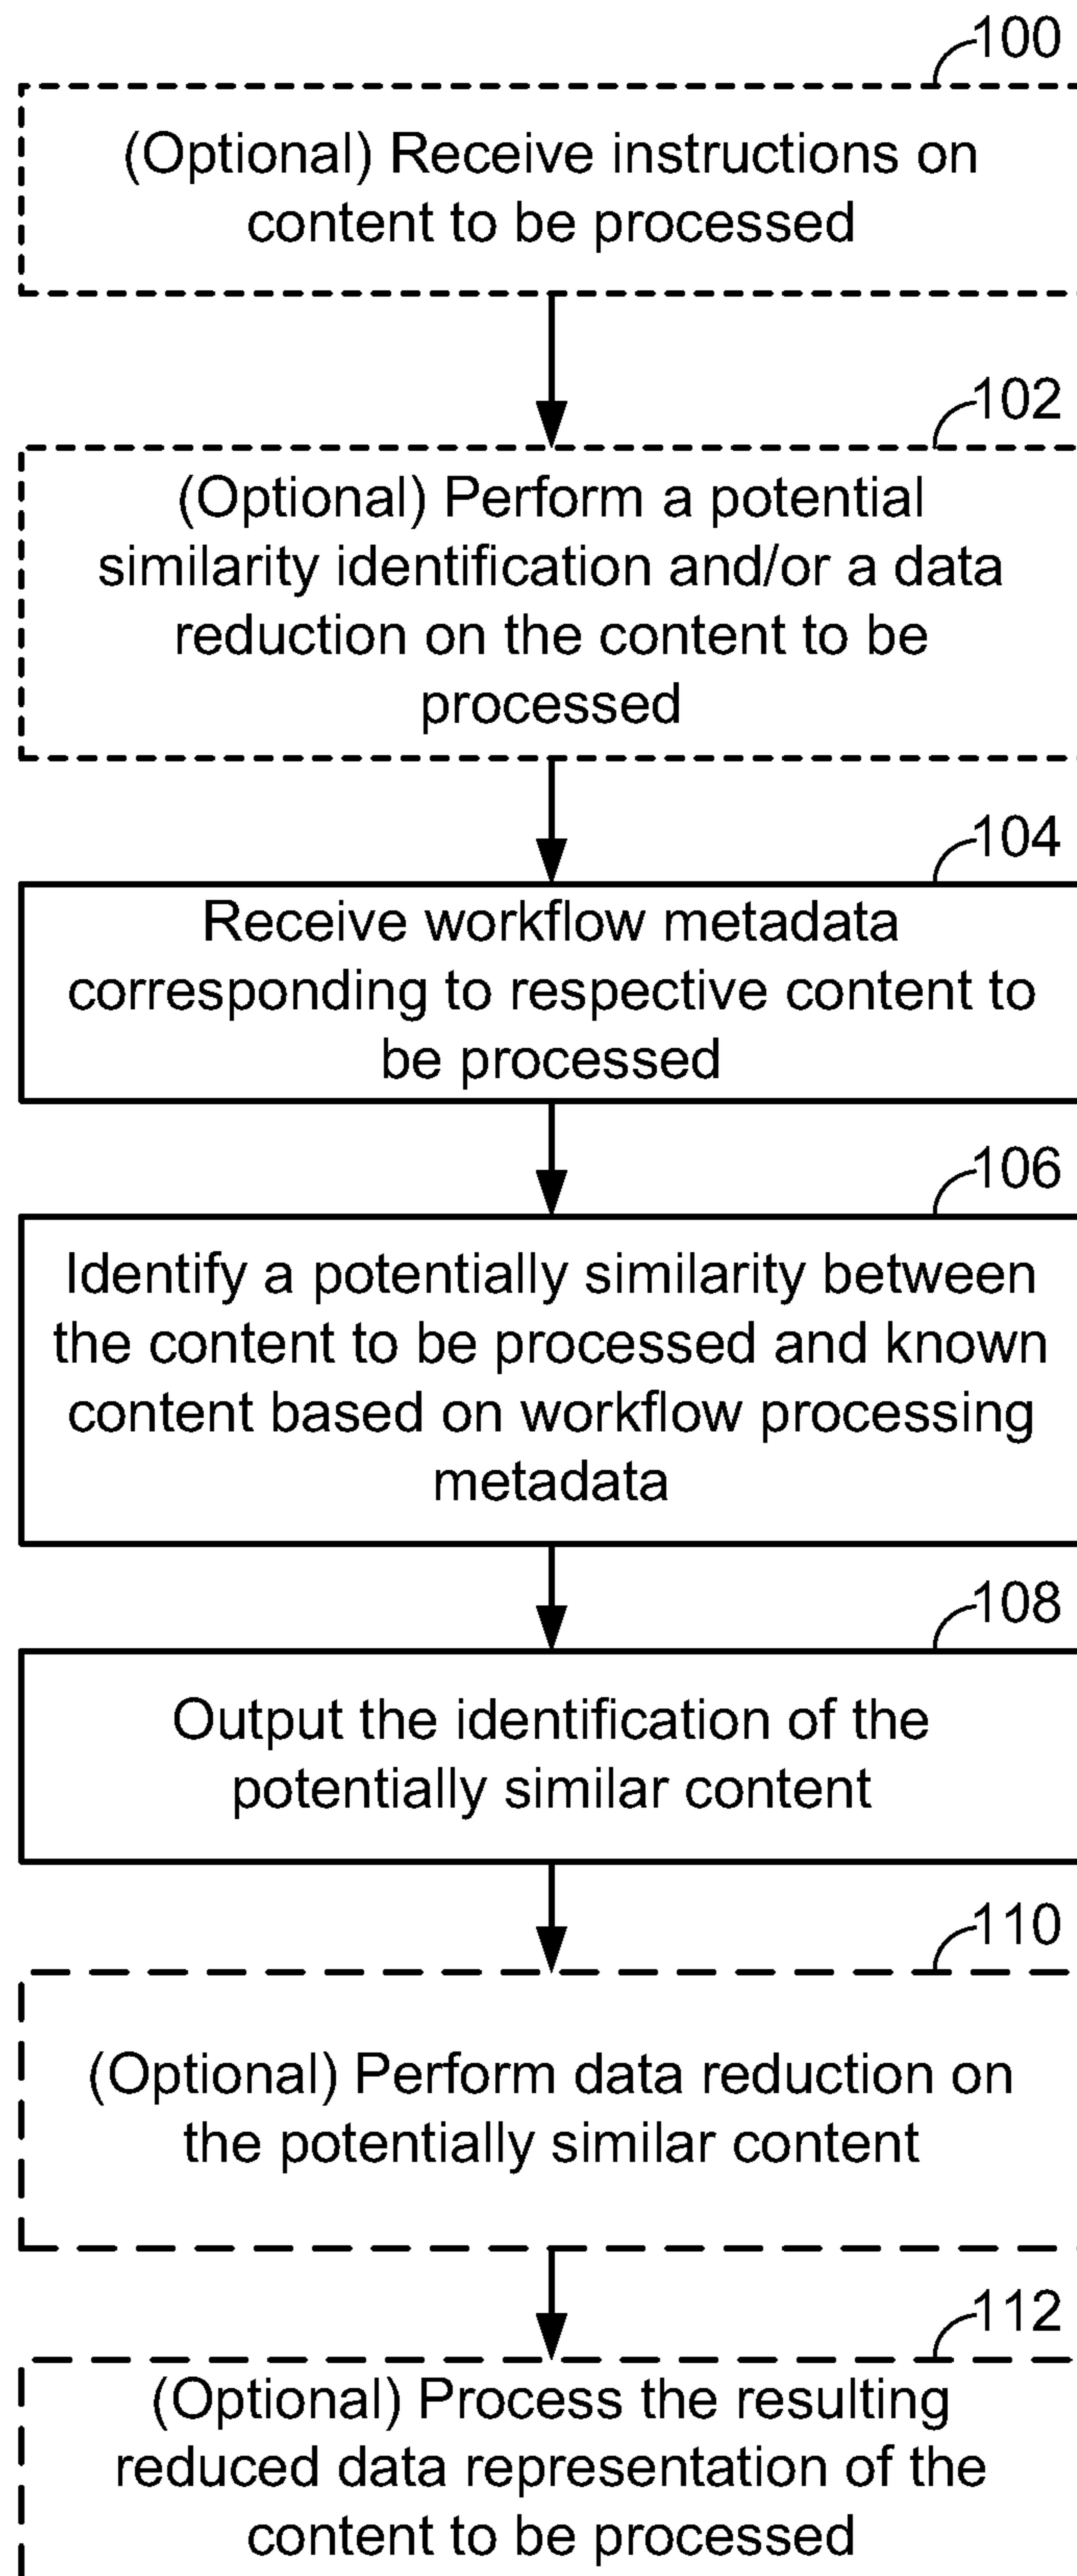 100
(Optional) Receive instructions on
content to be processed
102
(Optional) Perform a potential
similarity identification and/or a data
reduction on the content to be
processed
104
Receive workflow metadata
corresponding to respective content to
be processed
106
Identify a potentially similarity between
the content to be processed and known
content based on workflow processing
metadata
108
Output the identification of the
potentially similar content
110
(Optional) Perform data reduction on
the potentially similar content
112
(Optional) Process the resulting
reduced data representation of the
content to be processed